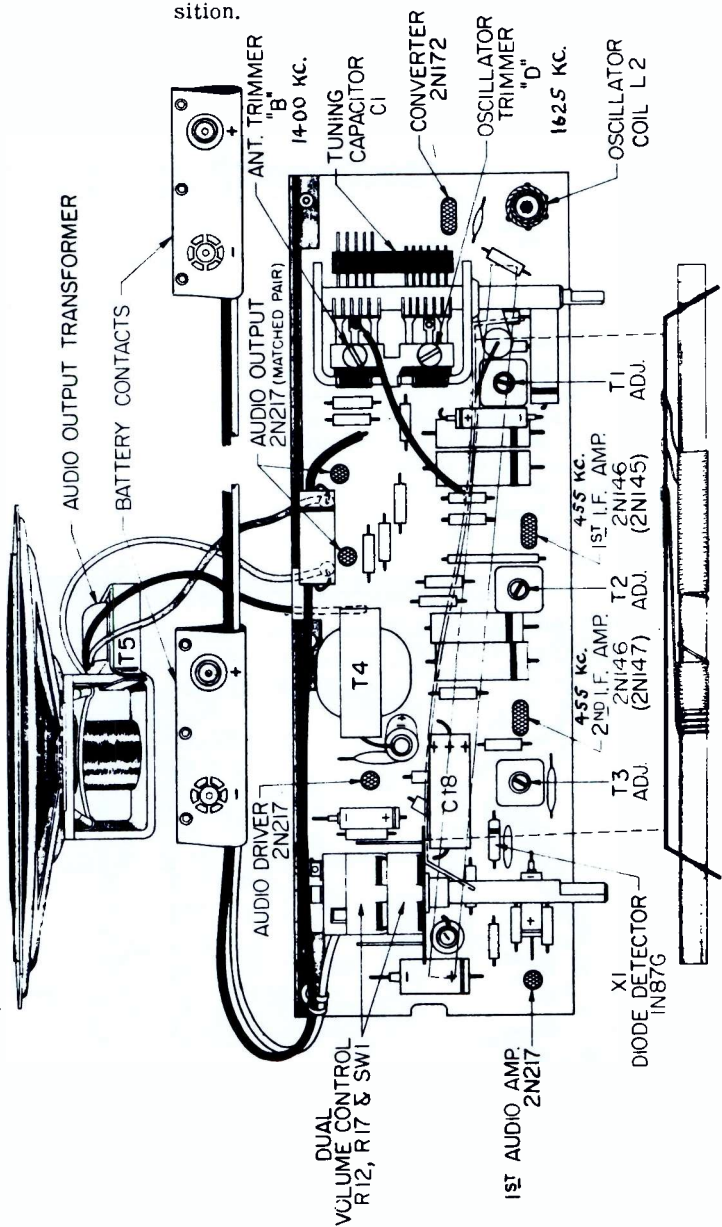 sition.
AUDIO OUTPUT TRANSFORMER
BATTERY CONTACTS
T5
+
-
+
-
AUDIO DRIVER
2N217
AUDIO OUTPUT
2N217 (MATCHED PAIR)
ANT. TRIMMER
"B"
1400 KC.
TUNING
CAPACITOR
C1
CONVERTER
2N172
OSCILLATOR
TRIMMER
"D"
1625 KC.
OSCILLATOR
COIL L2
DUAL
VOLUME CONTROL
R12, R17 & SW1
T4
C18
1ST AUDIO AMP.
2N217
X1
DIODE DETECTOR
1N87G
T3
ADJ.
455 KC.
2ND I.F. AMP.
2N146
(2N147)
T2
ADJ.
455 KC.
1ST I.F. AMP.
2N146
(2N145)
T1
ADJ.